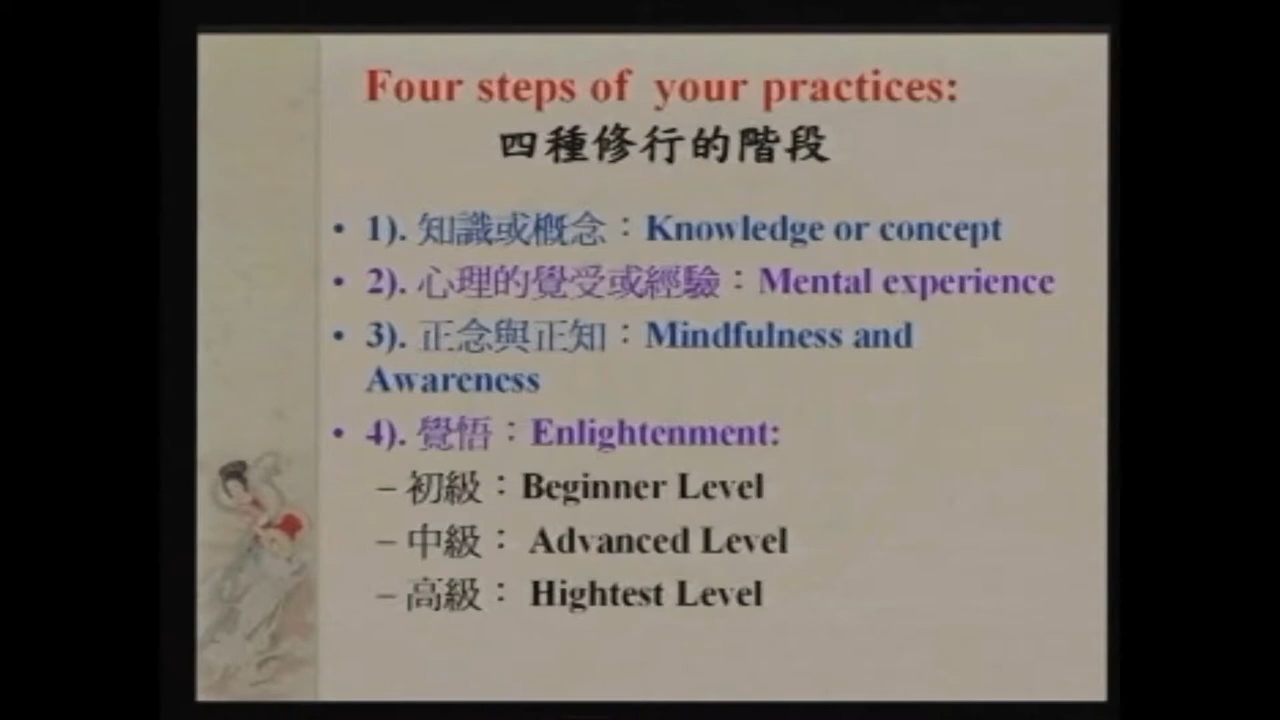 Four steps of your practices:
四種修行的階段
• 1). 知識或概念：Knowledge or concept
• 2). 心理的覺受或經驗：Mental experience
• 3). 正念與正知：Mindfulness and
Awareness
• 4). 覺悟：Enlightenment:
– 初級：Beginner Level
– 中級： Advanced Level
– 高級： Hightest Level